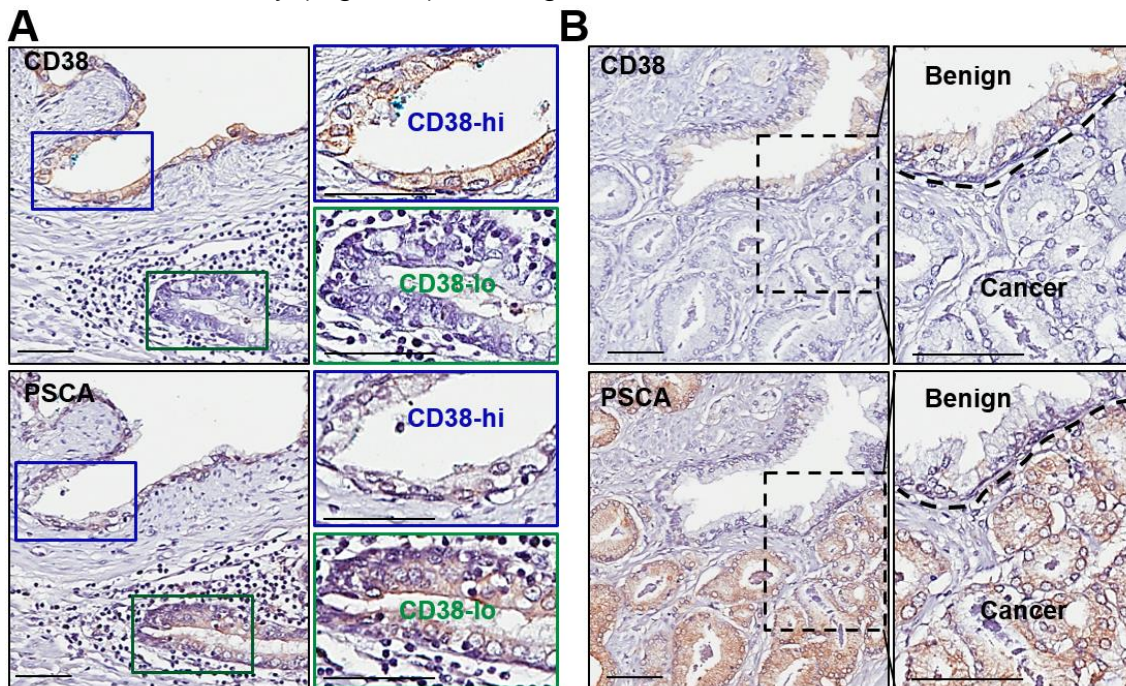 A
B
CD38
CD38-hi
CD38-lo
PSCA
CD38-hi
CD38-lo
CD38
Benign
Cancer
PSCA
Benign
Cancer